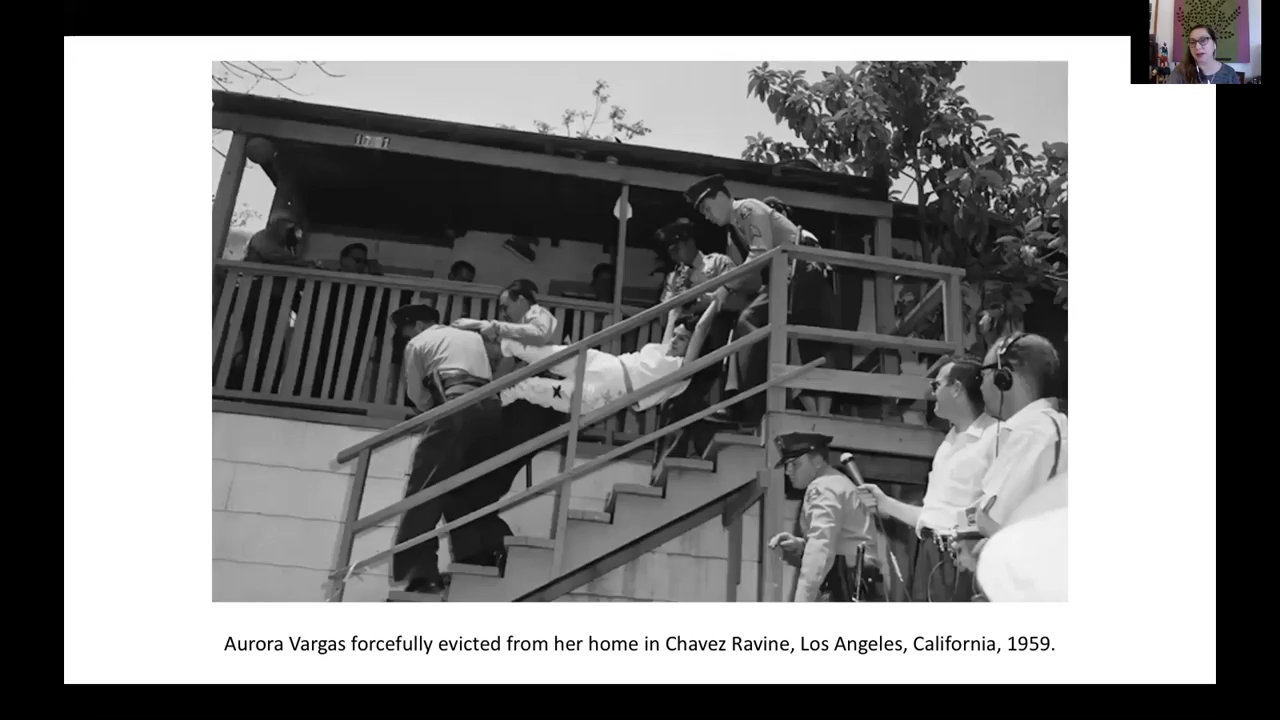 Aurora Vargas forcefully evicted from her home in Chavez Ravine, Los Angeles, California, 1959.